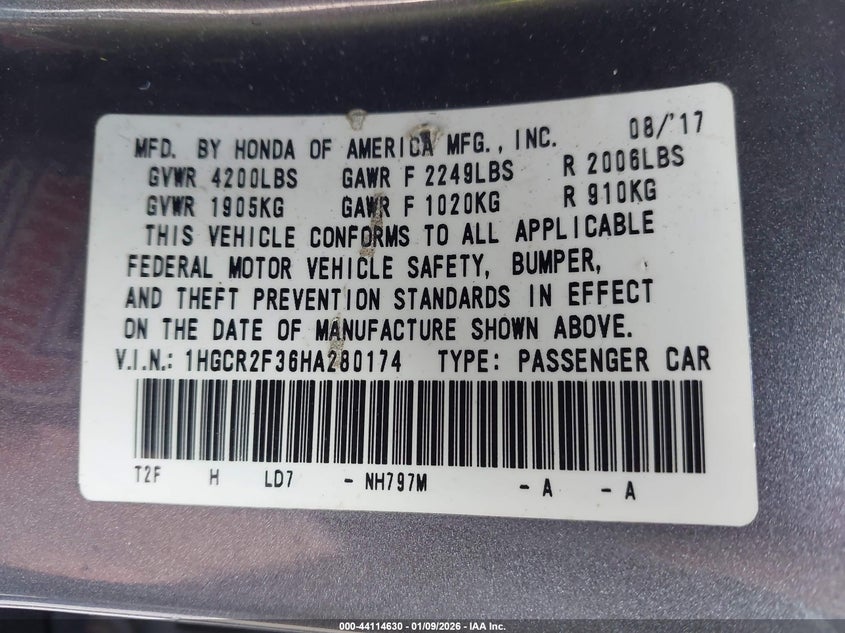 MFD. BY HONDA OF AMERICA MFG., INC. 08/'17
GVWR 4200LBS GAWR F 2249LBS R 2006LBS
GVWR 1905KG GAWR F 1020KG R 910KG
THIS VEHICLE CONFORMS TO ALL APPLICABLE
FEDERAL MOTOR VEHICLE SAFETY, BUMPER,
AND THEFT PREVENTION STANDARDS IN EFFECT
ON THE DATE OF MANUFACTURE SHOWN ABOVE.
V.I.N.: 1HGCR2F36HA280174 TYPE: PASSENGER CAR
T2F H LD7 - NH797M - A - A
000-44114630 - 01/09/2026 - IAA Inc.